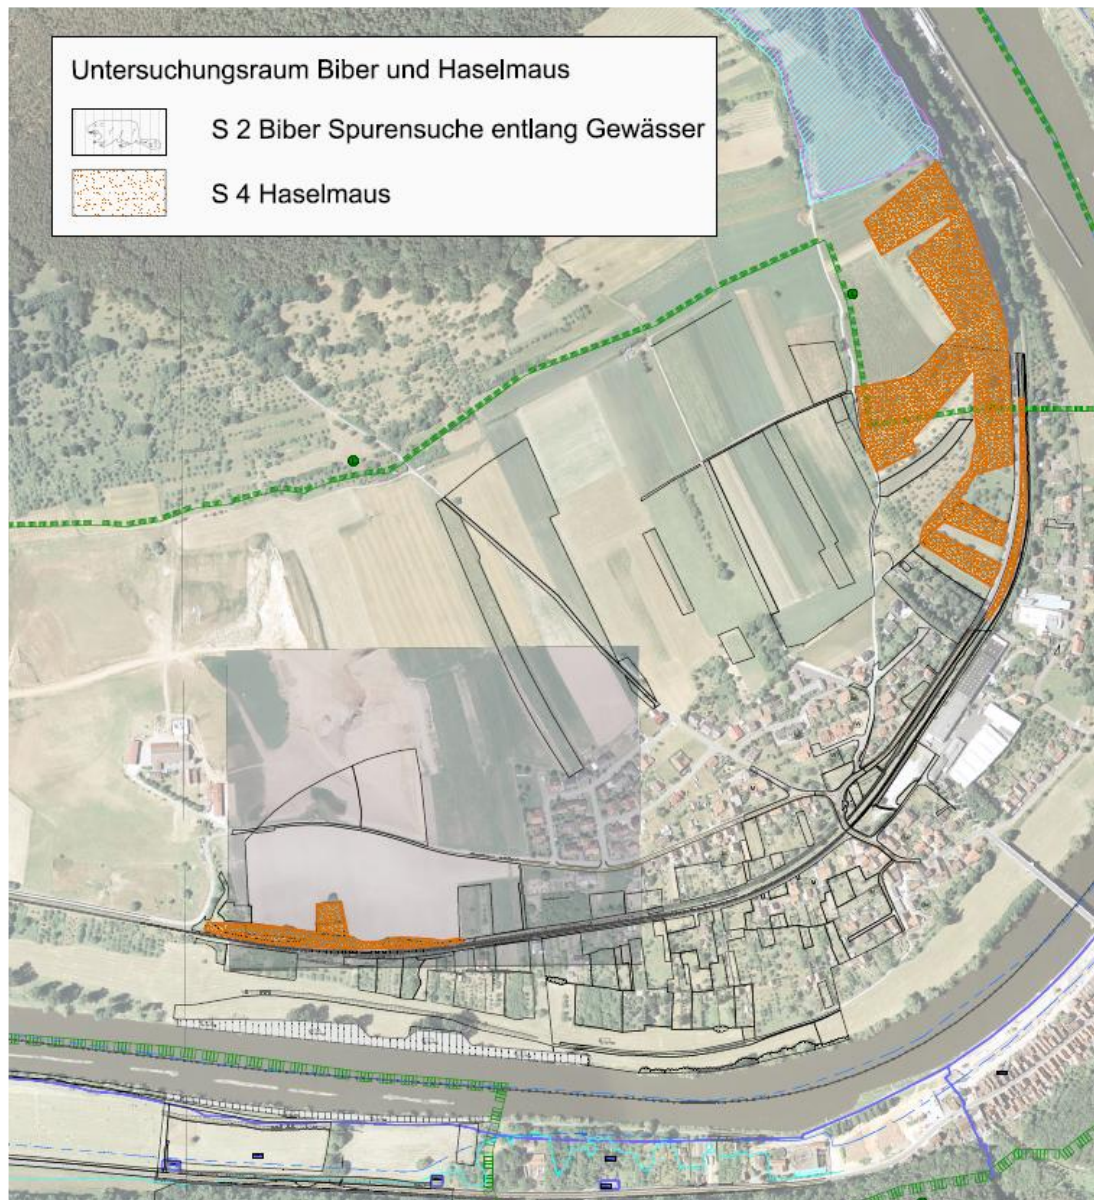 Untersuchungsraum Biber und Haselmaus
S 2 Biber Spurensuche entlang Gewässer
S 4 Haselmaus